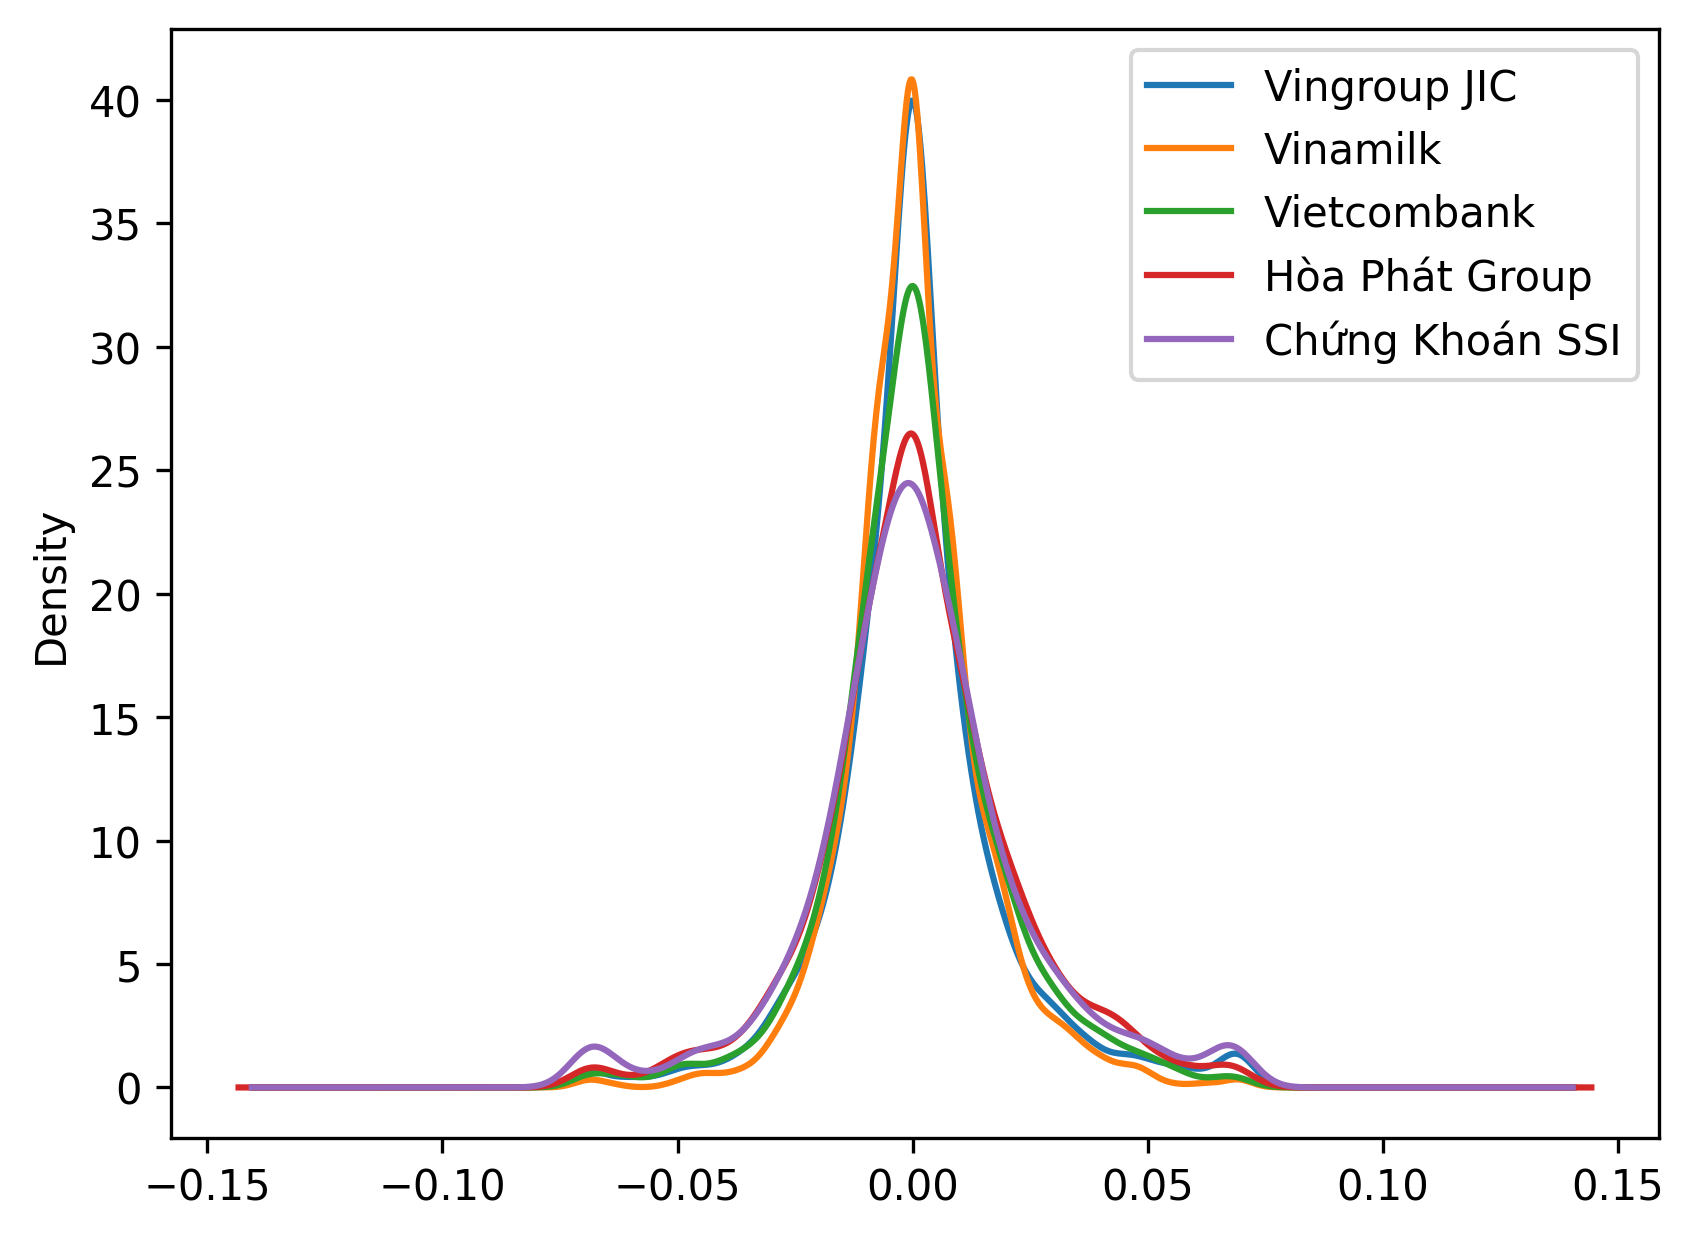 Vingroup JIC
Vinamilk
Vietcombank
Hòa Phát Group
Chứng Khoán SSI
Density
40
35
30
25
20
15
10
5
0
−0.15 −0.10 −0.05 0.00 0.05 0.10 0.15